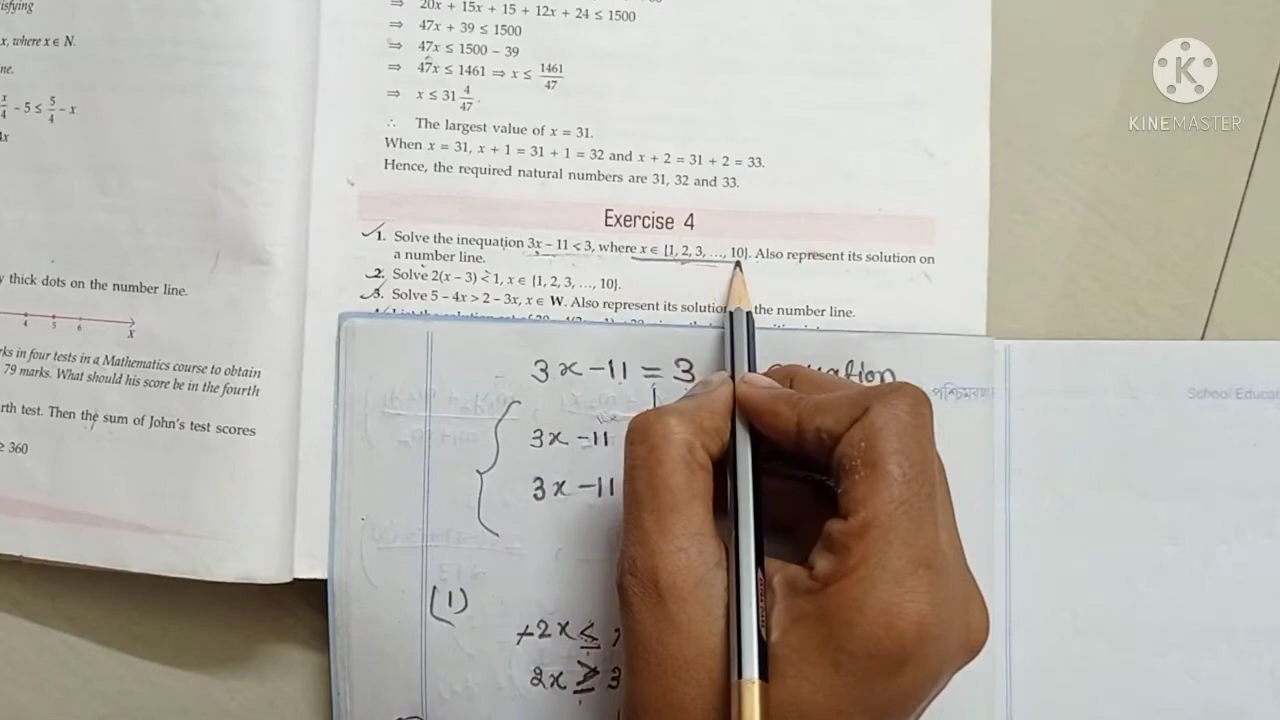 isfying
x, where x ∈ N.
ne.
x/4 − 5 ≤ 5/4 − x
y thick dots on the number line.
4 5 6
X
rks in four tests in a Mathematics course to obtain
79 marks. What should his score be in the fourth
rth test. Then the sum of John's test scores
≥ 360
⇒ 20x + 15x + 15 + 12x + 24 ≤ 1500
⇒ 47x + 39 ≤ 1500
⇒ 47x ≤ 1500 − 39
⇒ 47x ≤ 1461 ⇒ x ≤ 1461/47
⇒ x ≤ 31 4/47.
∴ The largest value of x = 31.
When x = 31, x + 1 = 31 + 1 = 32 and x + 2 = 31 + 2 = 33.
Hence, the required natural numbers are 31, 32 and 33.
Exercise 4
1. Solve the inequation 3x − 11 < 3, where x ∈ {1, 2, 3, ..., 10}. Also represent its solution on
a number line.
2. Solve 2(x − 3) < 1, x ∈ {1, 2, 3, ..., 10}.
3. Solve 5 − 4x > 2 − 3x, x ∈ W. Also represent its solution the number line.
3x − 11 = 3
3x − 11
3x − 11
(1)
2x ≤
2x ≥ 3
School Educat
KINEMASTER